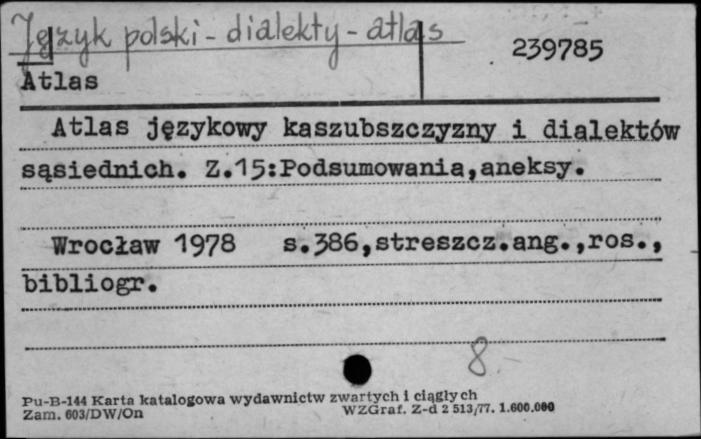 Język polski - dialekty - atlas
239785
Atlas
Atlas językowy kaszubszczyzny i dialektów
sąsiednich. Z.15:Podsumowania,aneksy.
Wrocław 1978 s.386,streszcz.ang.,ros.,
bibliogr.
8
Pu-B-144 Karta katalogowa wydawnictw zwartych i ciągłych
Zam. 603/DW/On WZGraf. Z-d 2 513/77. 1.600.000